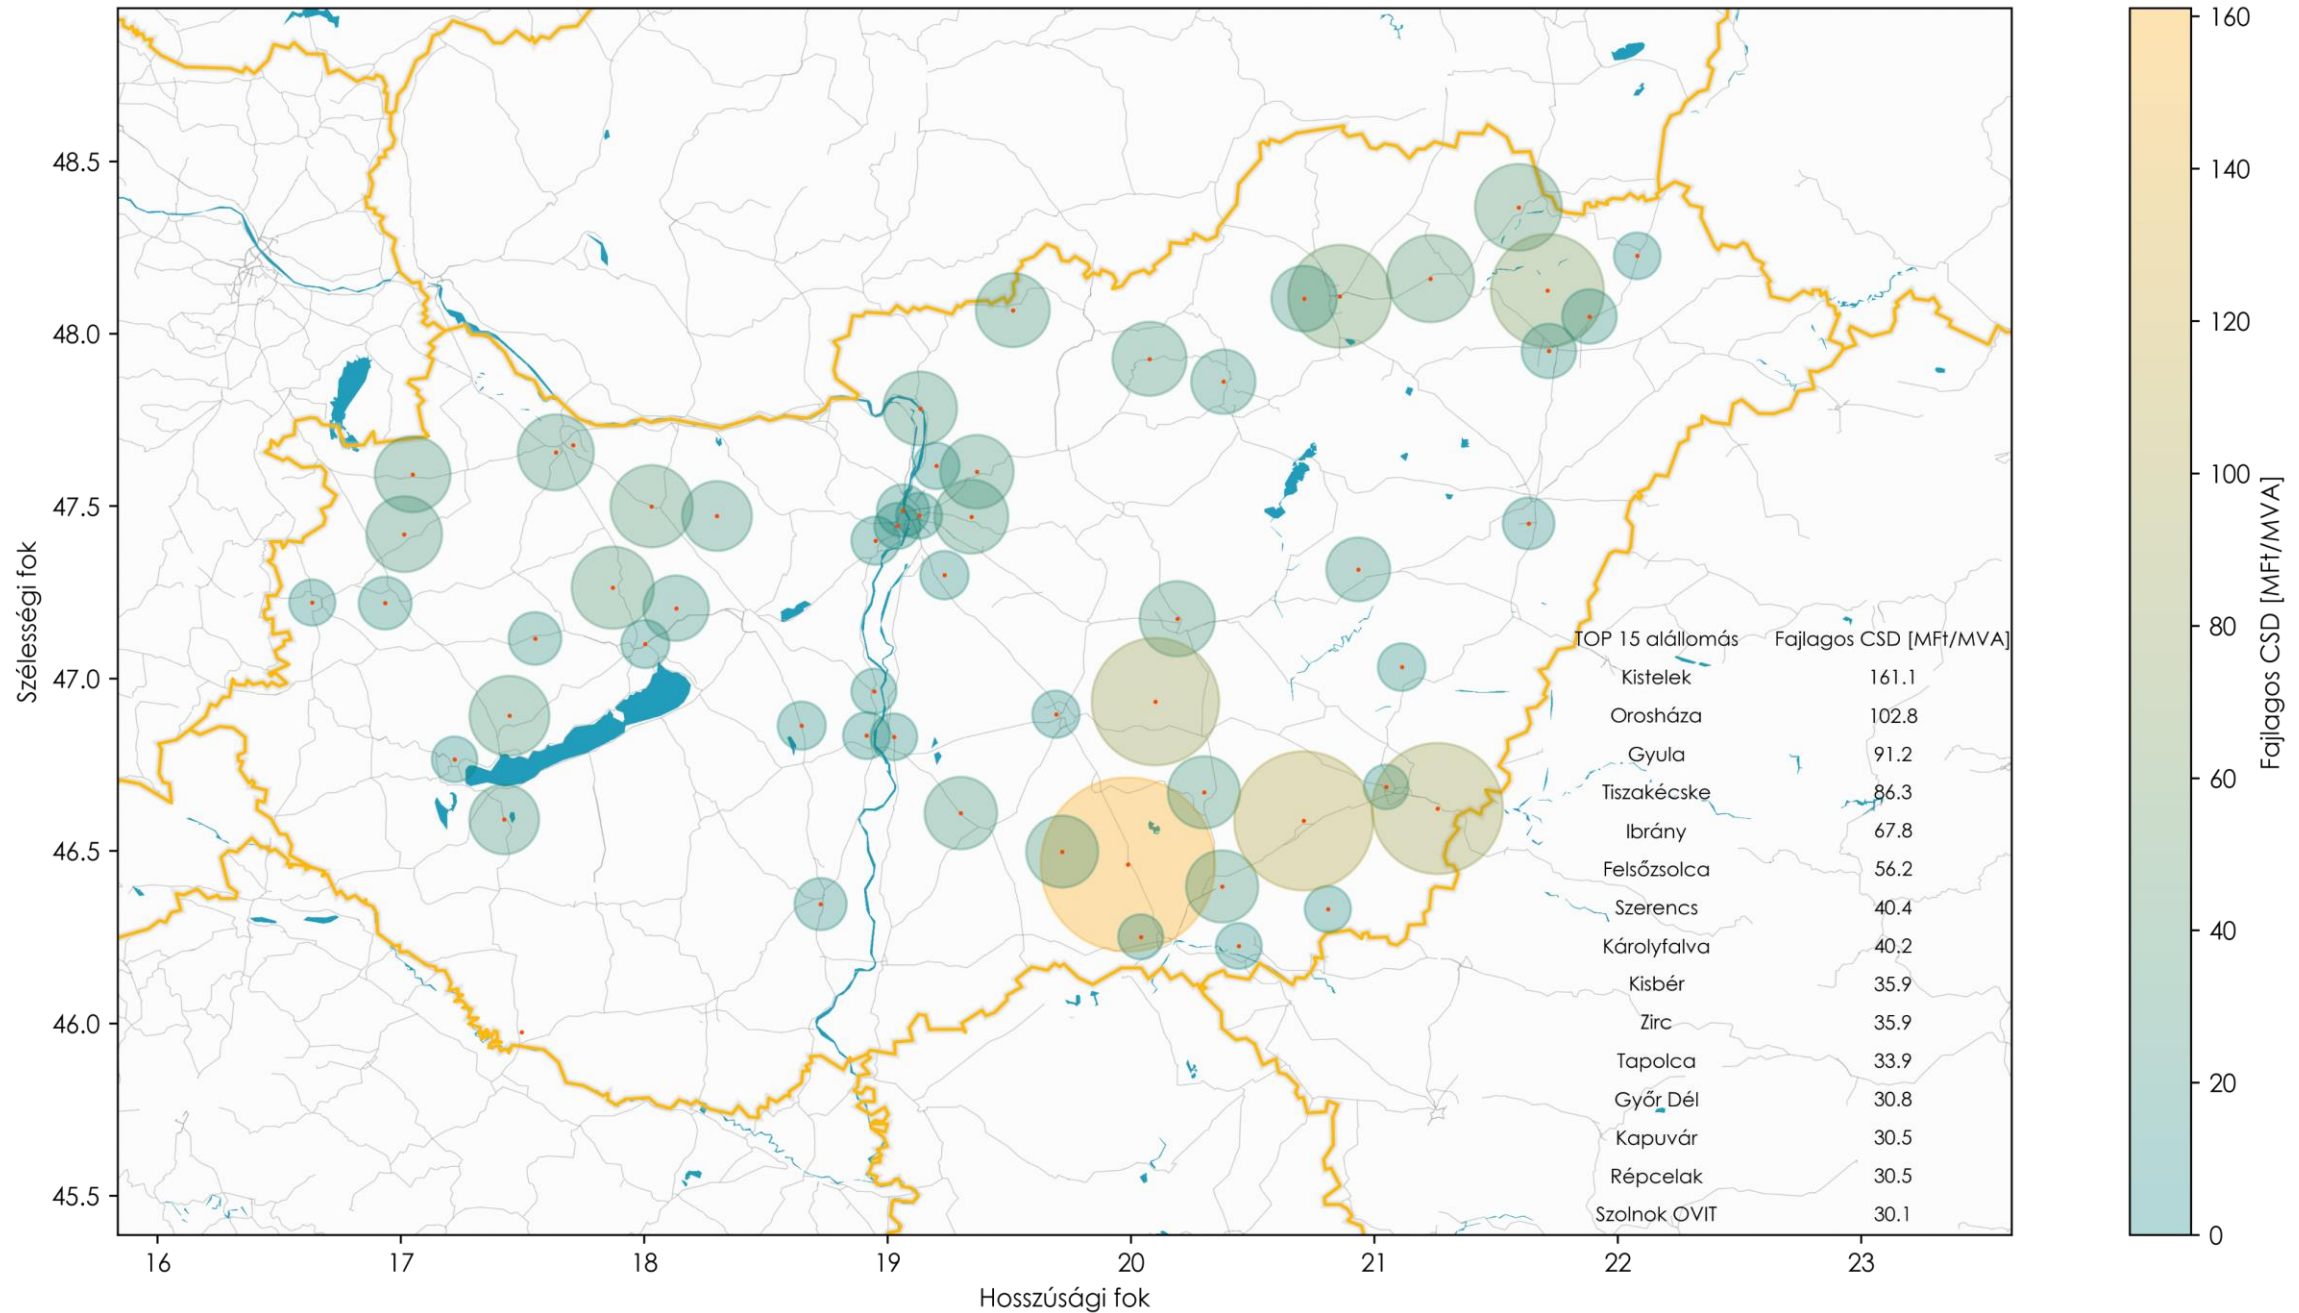 48.5
48.0
47.5
47.0
46.5
46.0
45.5
Szélességi fok
16 17 18 19 20 21 22 23
Hosszúsági fok
TOP 15 alállomás Fajlagos CSD [MFt/MVA]
Kistelek 161.1
Orosháza 102.8
Gyula 91.2
Tiszakécske 86.3
Ibrány 67.8
Felsőzsolca 56.2
Szerencs 40.4
Károlyfalva 40.2
Kisbér 35.9
Zirc 35.9
Tapolca 33.9
Győr Dél 30.8
Kapuvár 30.5
Répcelak 30.5
Szolnok OVIT 30.1
160
140
120
100
80
60
40
20
0
Fajlagos CSD [MFt/MVA]